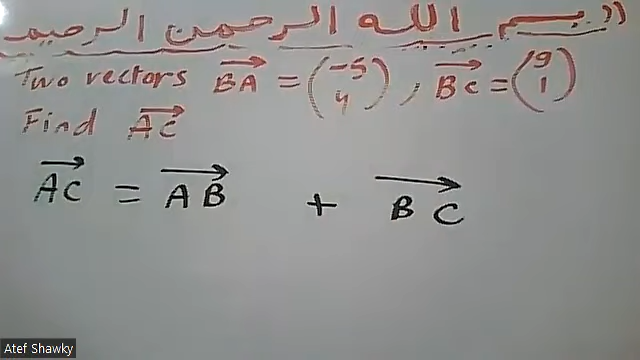 (( بسم الله الرحمن الرحيم
Two vectors BA⃗ = (-5 4), BC⃗ = (9 1)
Find AC⃗
AC⃗ = AB⃗ + BC⃗
Atef Shawky